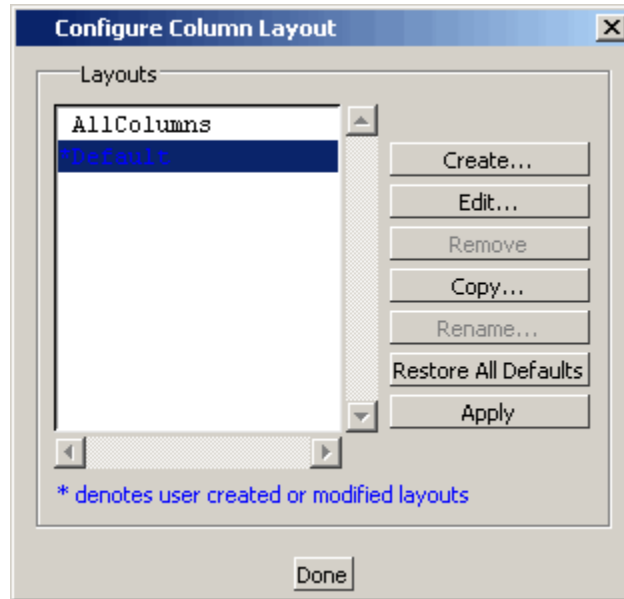 Configure Column Layout
Layouts
AllColumns
*Default
Create...
Edit...
Remove
Copy...
Rename...
Restore All Defaults
Apply
* denotes user created or modified layouts
Done